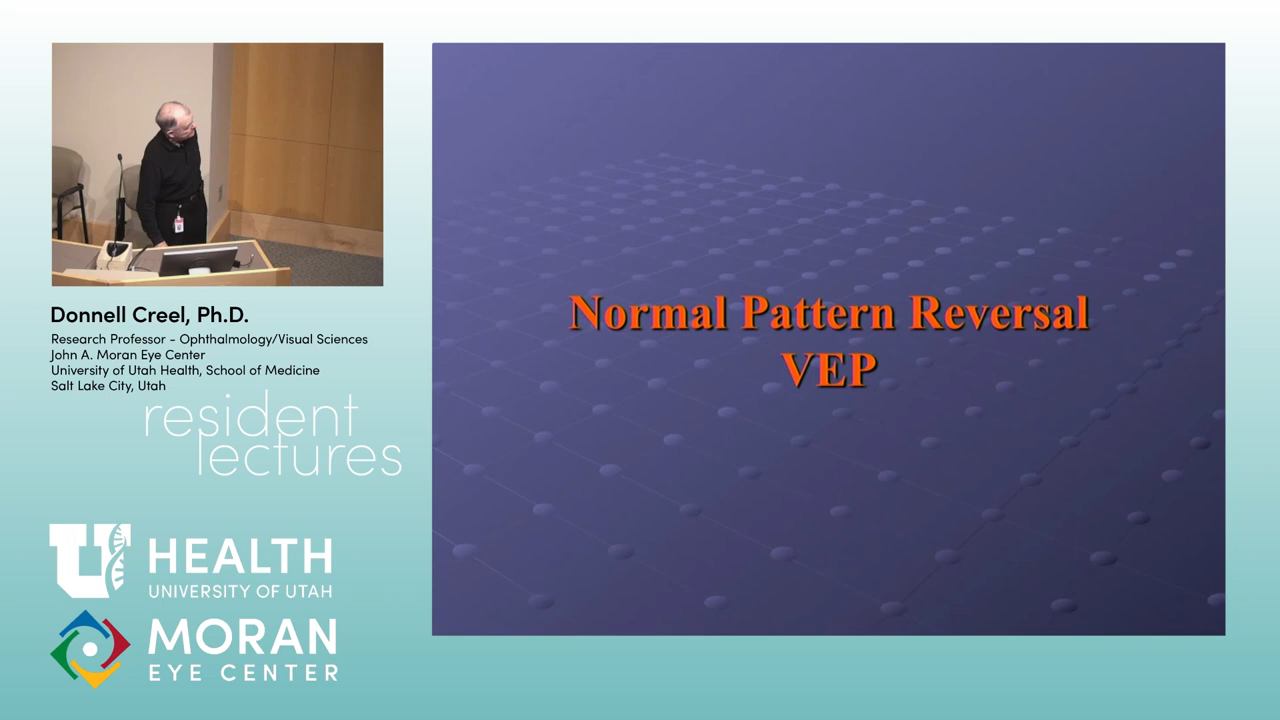 Donnell Creel, Ph.D.
Research Professor - Ophthalmology/Visual Sciences
John A. Moran Eye Center
University of Utah Health, School of Medicine
Salt Lake City, Utah
resident
lectures
U HEALTH
UNIVERSITY OF UTAH
MORAN
EYE CENTER
Normal Pattern Reversal
VEP